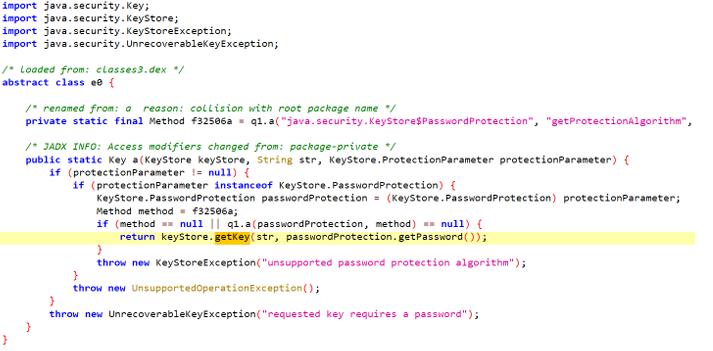 import java.security.Key;
import java.security.KeyStore;
import java.security.KeyStoreException;
import java.security.UnrecoverableKeyException;
/* loaded from: classes3.dex */
abstract class e0 {
/* renamed from: a  reason: collision with root package name */
private static final Method f32506a = q1.a("java.security.KeyStore$PasswordProtection", "getProtectionAlgorithm",
/* JADX INFO: Access modifiers changed from: package-private */
public static Key a(KeyStore keyStore, String str, KeyStore.ProtectionParameter protectionParameter) {
if (protectionParameter != null) {
if (protectionParameter instanceof KeyStore.PasswordProtection) {
KeyStore.PasswordProtection passwordProtection = (KeyStore.PasswordProtection) protectionParameter;
Method method = f32506a;
if (method == null || q1.a(passwordProtection, method) == null) {
return keyStore.getKey(str, passwordProtection.getPassword());
}
throw new KeyStoreException("unsupported password protection algorithm");
}
throw new UnsupportedOperationException();
}
throw new UnrecoverableKeyException("requested key requires a password");
}
}